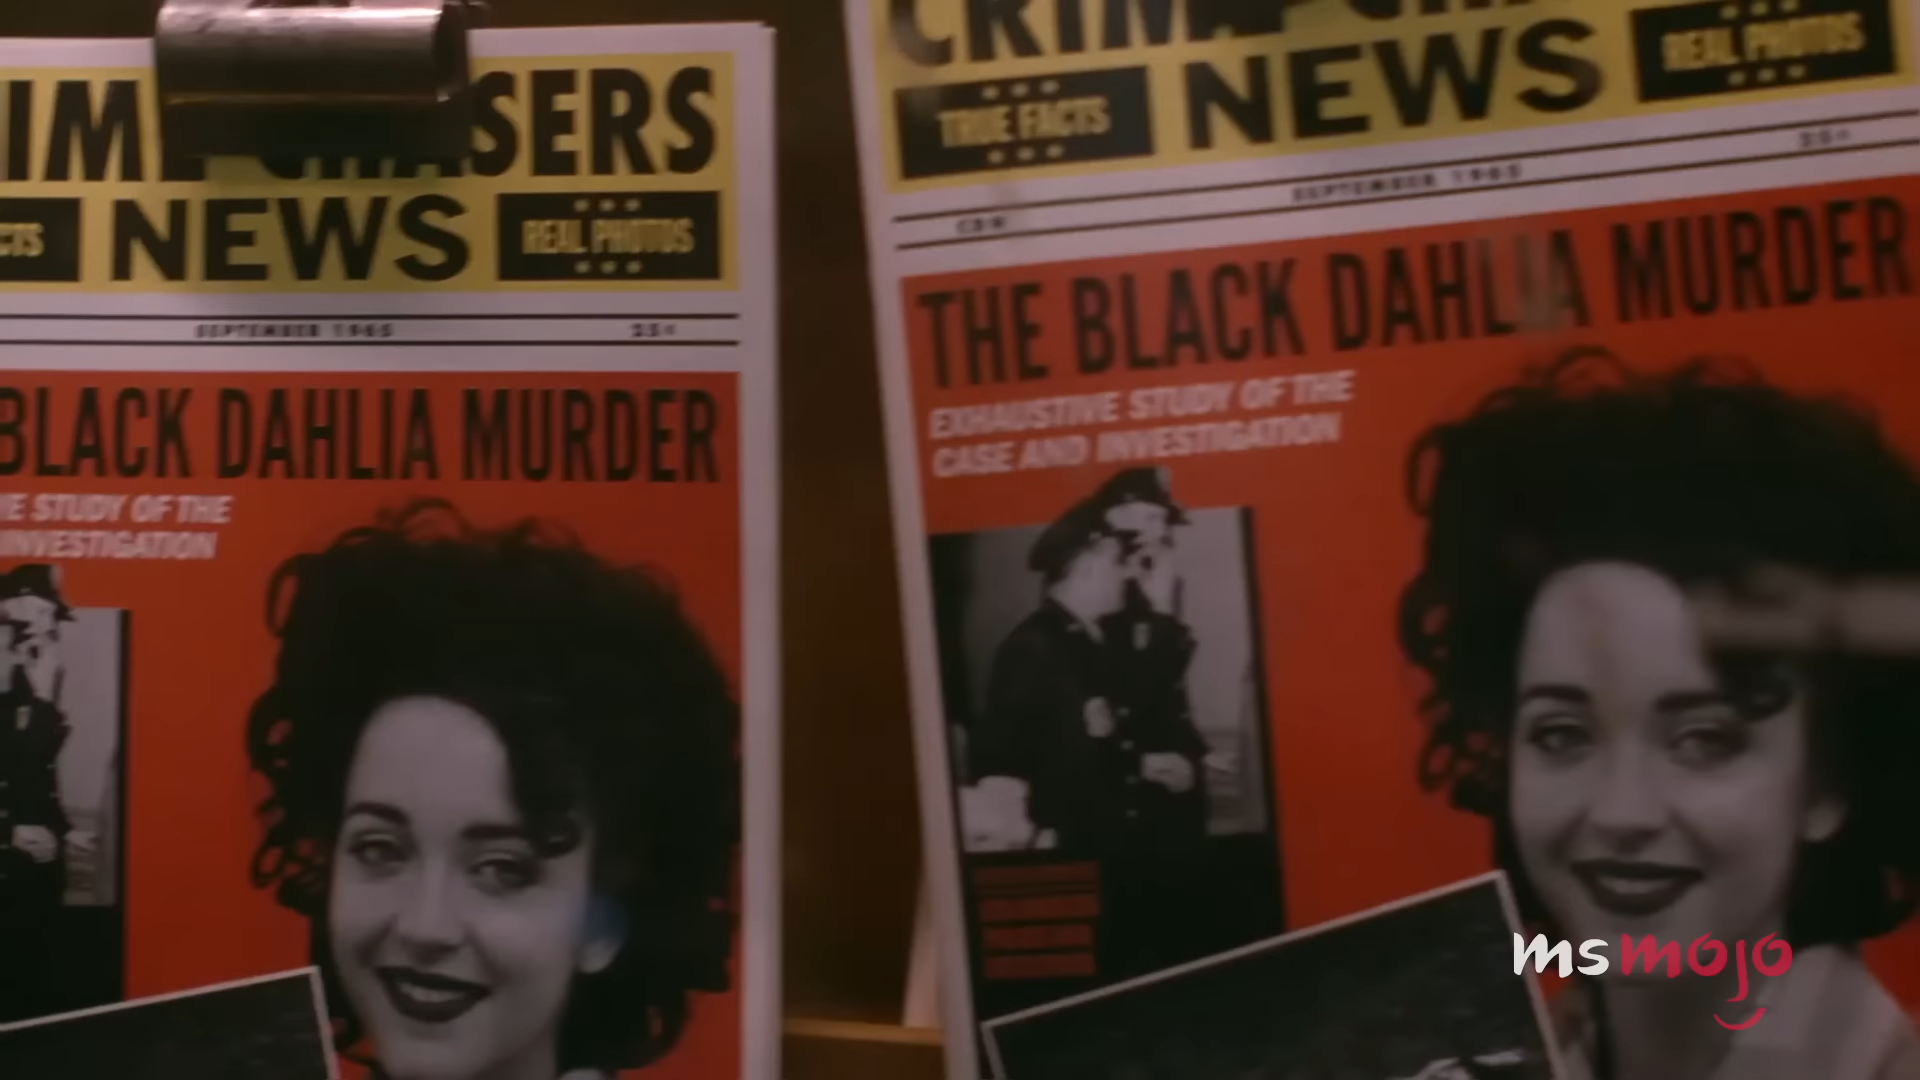 SERS
NEWS
REAL PHOTOS
SEPTEMBER 1965
25¢
BLACK DAHLIA MURDER
STUDY OF THE
INVESTIGATION
TRUE FACTS
NEWS
REAL PHOTOS
SEPTEMBER 1965
25¢
THE BLACK DAHLIA MURDER
EXHAUSTIVE STUDY OF THE
CASE AND INVESTIGATION
msmojo